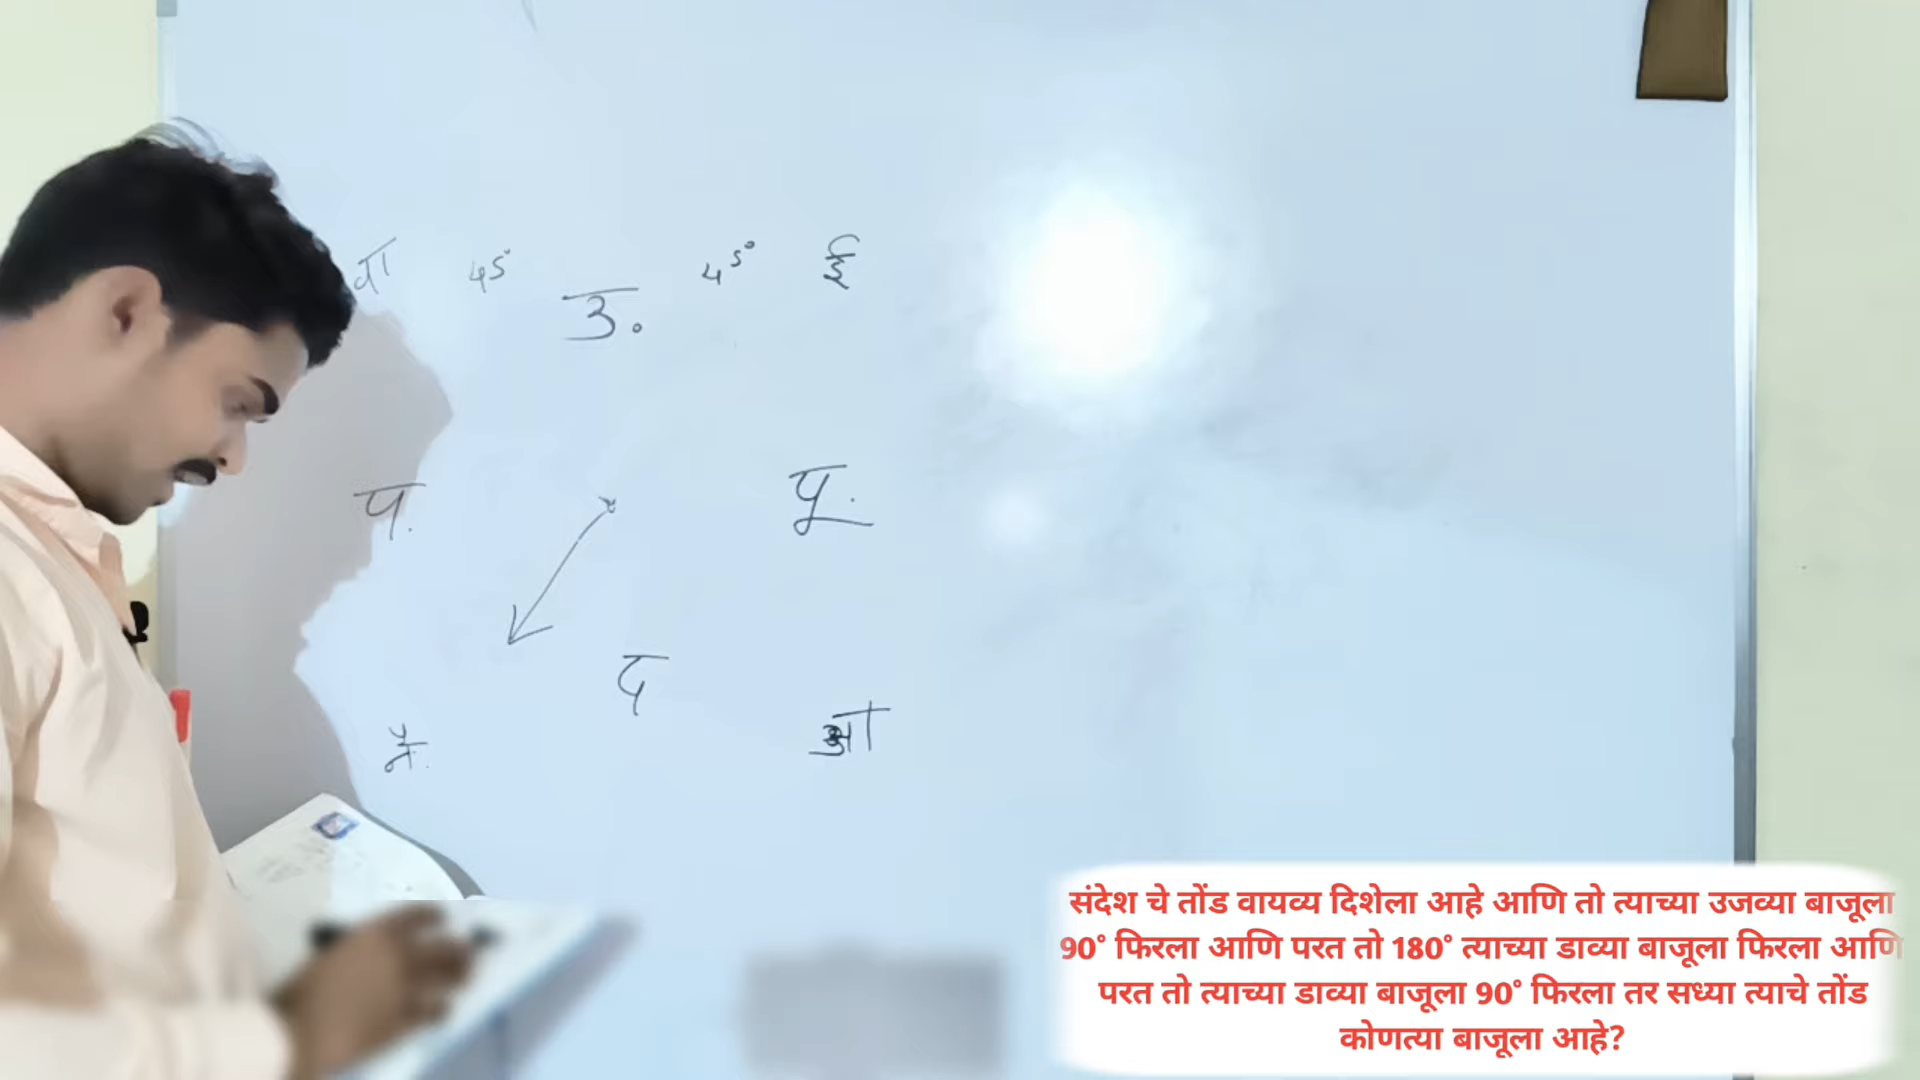 वा 45° उ. 45° ई
प. पू.
द
नै. आ
संदेश चे तोंड वायव्य दिशेला आहे आणि तो त्याच्या उजव्या बाजूला
90° फिरला आणि परत तो 180° त्याच्या डाव्या बाजूला फिरला आणि
परत तो त्याच्या डाव्या बाजूला 90° फिरला तर सध्या त्याचे तोंड
कोणत्या बाजूला आहे?